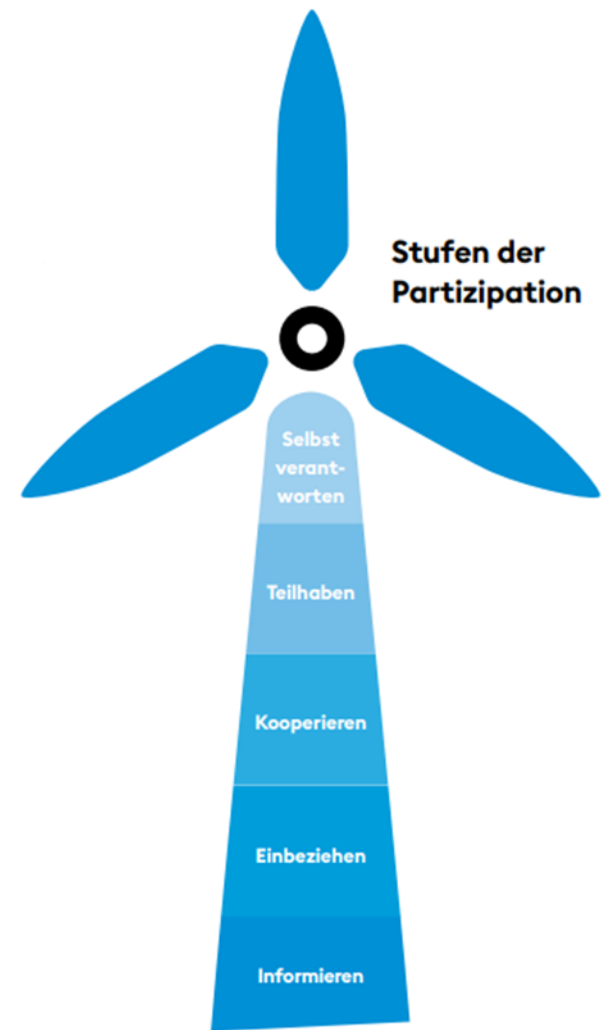 Stufen der
Partizipation
Selbst
verant-
worten
Teilhaben
Kooperieren
Einbeziehen
Informieren